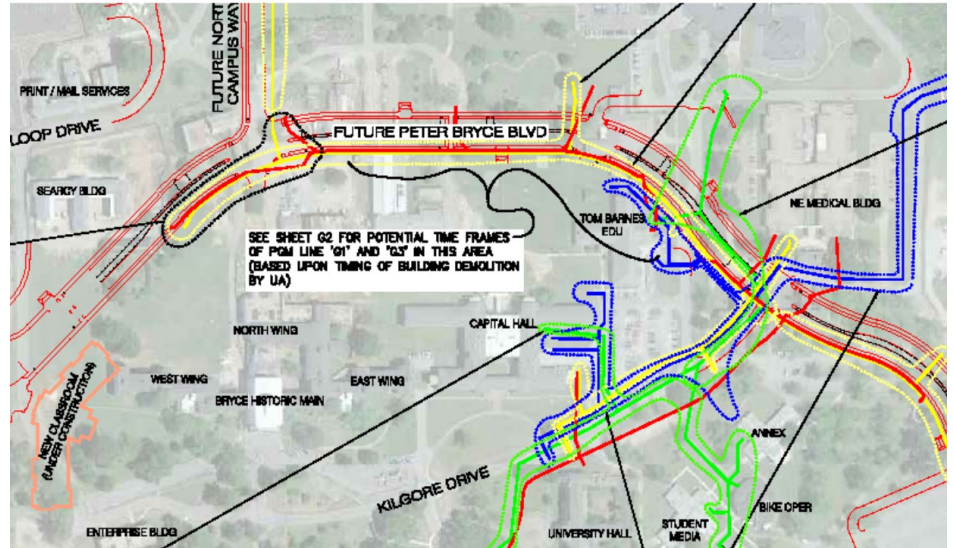 FUTURE NORTH
CAMPUS WAY
PRINT / MAIL SERVICES
LOOP DRIVE
FUTURE PETER BRYCE BLVD
SEARCY BLDG
NE MEDICAL BLDG
TOM BARNES
EDU
SEE SHEET G2 FOR POTENTIAL TIME FRAMES
OF PGM LINE 'G1' AND 'G3' IN THIS AREA
(BASED UPON TIMING OF BUILDING DEMOLITION
BY UA)
NORTH WING
CAPITAL HALL
WEST WING
EAST WING
BRYCE HISTORIC MAIN
NEW CLASSROOM
(UNDER CONSTRUCTION)
ANNEX
KILGORE DRIVE
BIKE OPER
ENTERPRISE BLDG
UNIVERSITY HALL
STUDENT
MEDIA